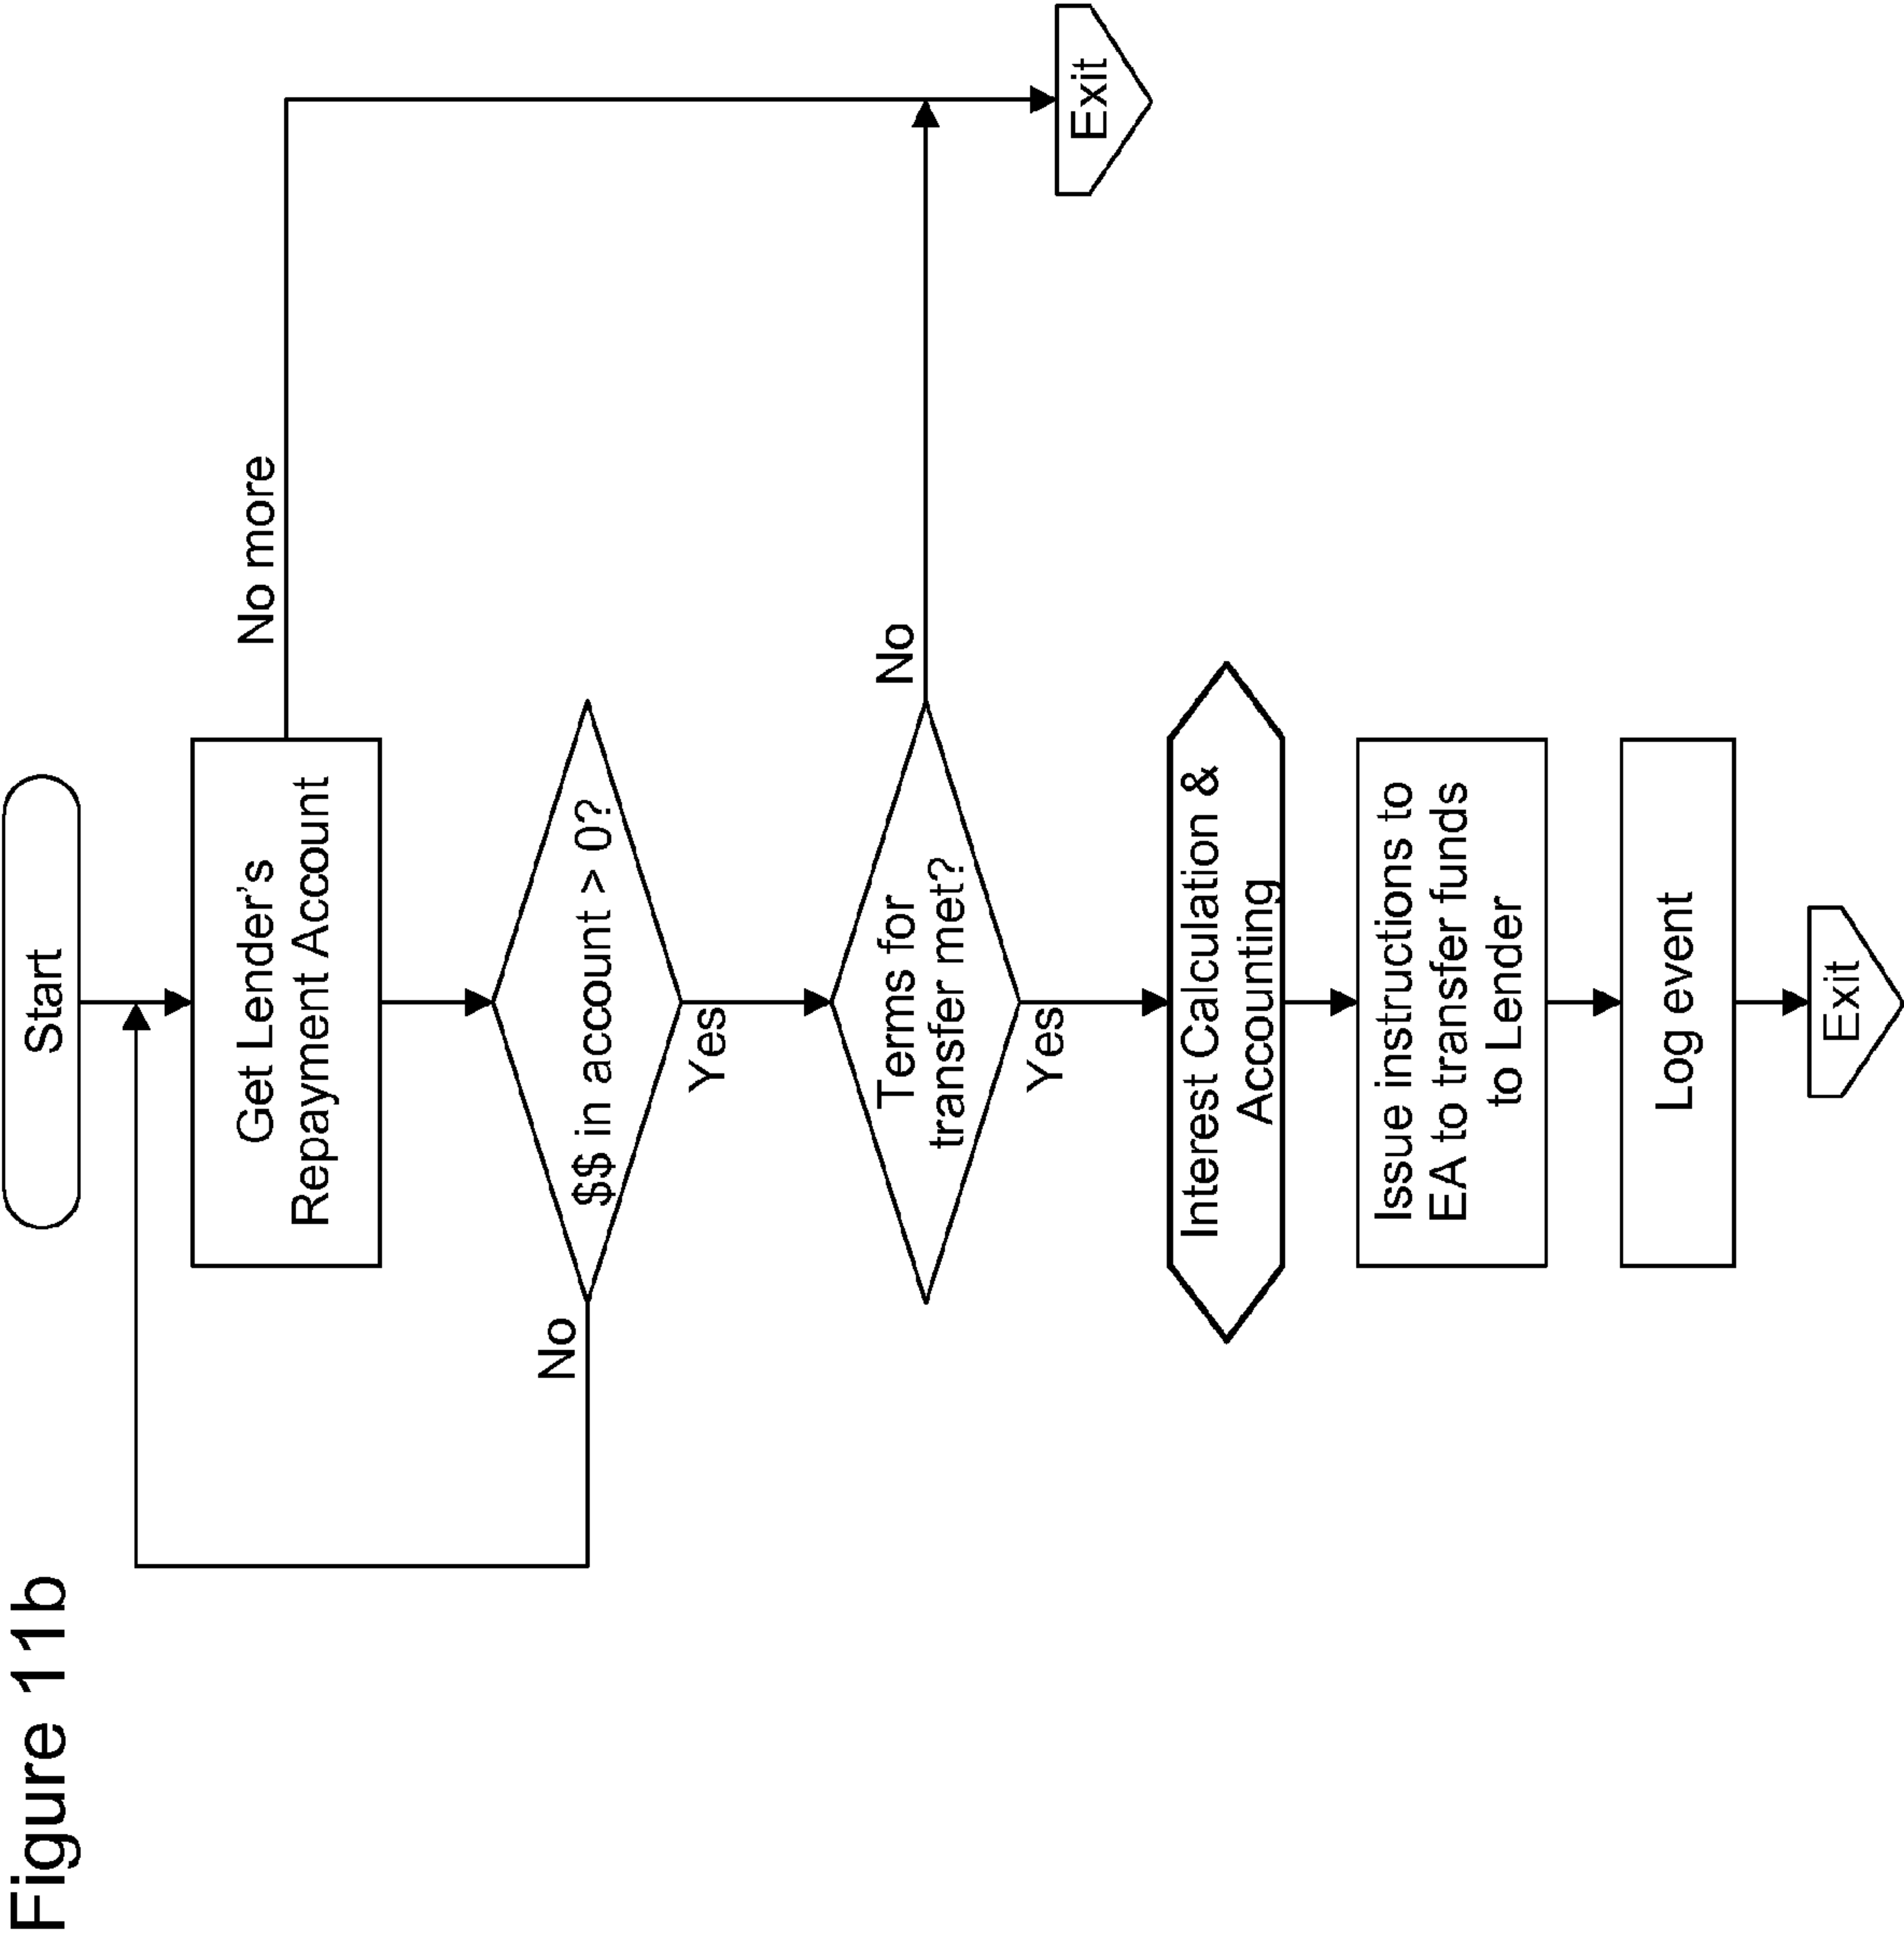 Figure 11b
Start
Get Lender's
Repayment Account
No more
$$ in account > 0?
No
Yes
Terms for
transfer met?
No
Yes
Exit
Interest Calculation &
Accounting
Issue instructions to
EA to transfer funds
to Lender
Log event
Exit